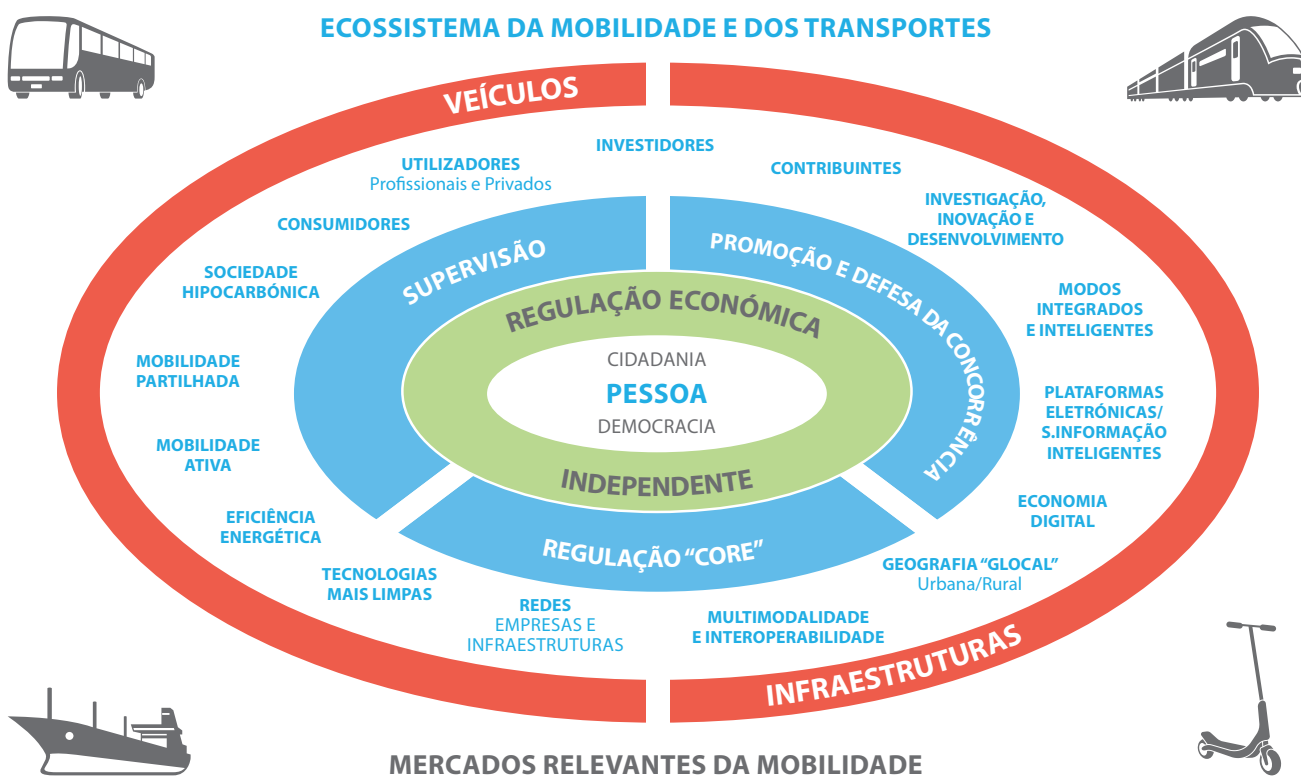 ECOSSISTEMA DA MOBILIDADE E DOS TRANSPORTES
VEÍCULOS
INVESTIDORES
UTILIZADORES
Profissionais e Privados
CONTRIBUINTES
CONSUMIDORES
INVESTIGAÇÃO,
INOVAÇÃO E
DESENVOLVIMENTO
SOCIEDADE
HIPOCARBÓNICA
SUPERVISÃO
PROMOÇÃO E DEFESA DA CONCORRÊNCIA
MODOS
INTEGRADOS
E INTELIGENTES
REGULAÇÃO ECONÓMICA
MOBILIDADE
PARTILHADA
CIDADANIA
PESSOA
DEMOCRACIA
PLATAFORMAS
ELETRÓNICAS/
S.INFORMAÇÃO
INTELIGENTES
MOBILIDADE
ATIVA
INDEPENDENTE
ECONOMIA
DIGITAL
EFICIÊNCIA
ENERGÉTICA
REGULAÇÃO “CORE”
GEOGRAFIA “GLOCAL”
Urbana/Rural
TECNOLOGIAS
MAIS LIMPAS
REDES
EMPRESAS E
INFRAESTRUTURAS
MULTIMODALIDADE
E INTEROPERABILIDADE
INFRAESTRUTURAS
MERCADOS RELEVANTES DA MOBILIDADE